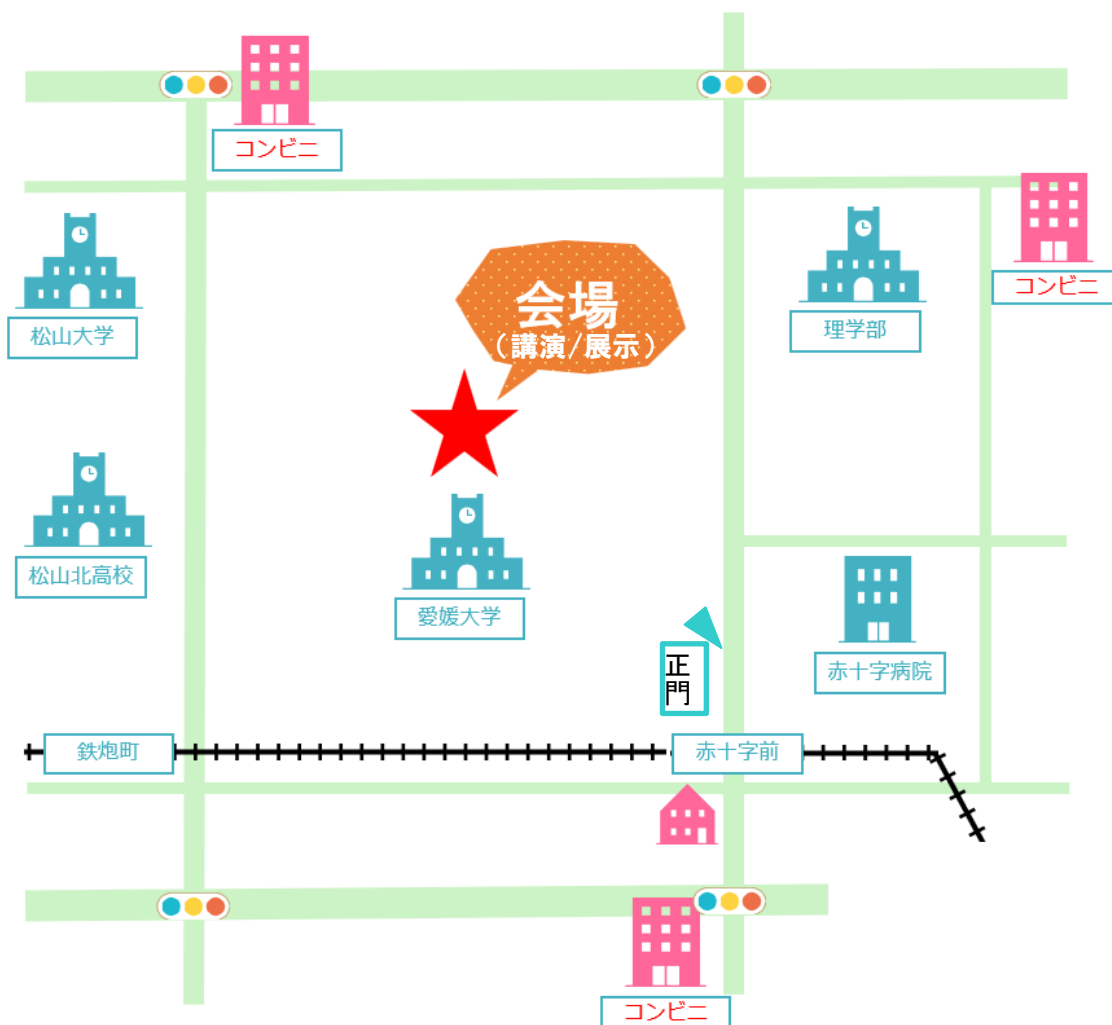 コンビニ
コンビニ
会場
（講演/展示）
松山大学
理学部
松山北高校
愛媛大学
正
門
赤十字病院
鉄炮町
赤十字前
コンビニ